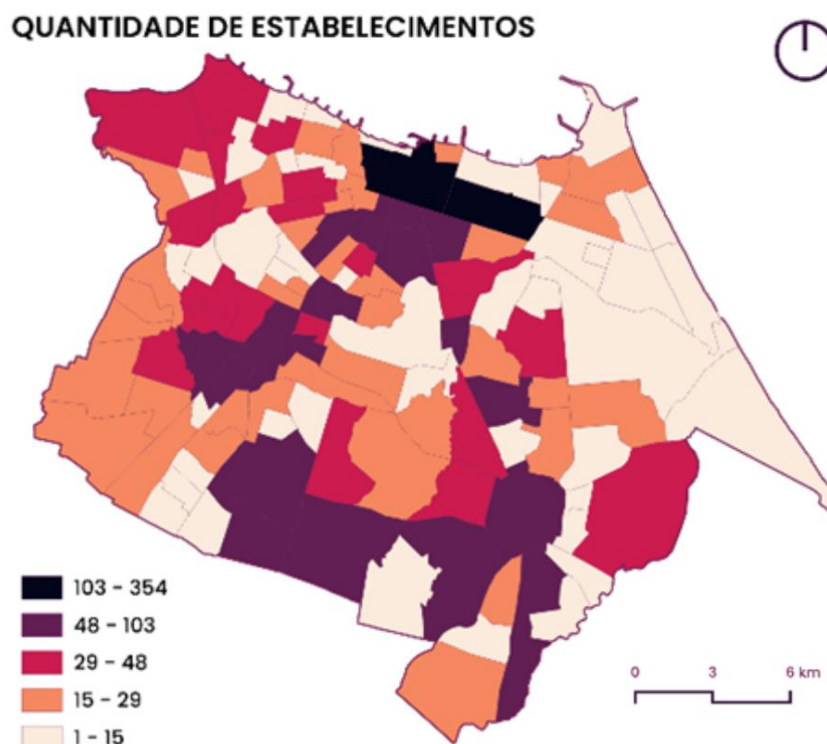 QUANTIDADE DE ESTABELECIMENTOS
103 - 354
48 - 103
29 - 48
15 - 29
1 - 15
0 3 6 km